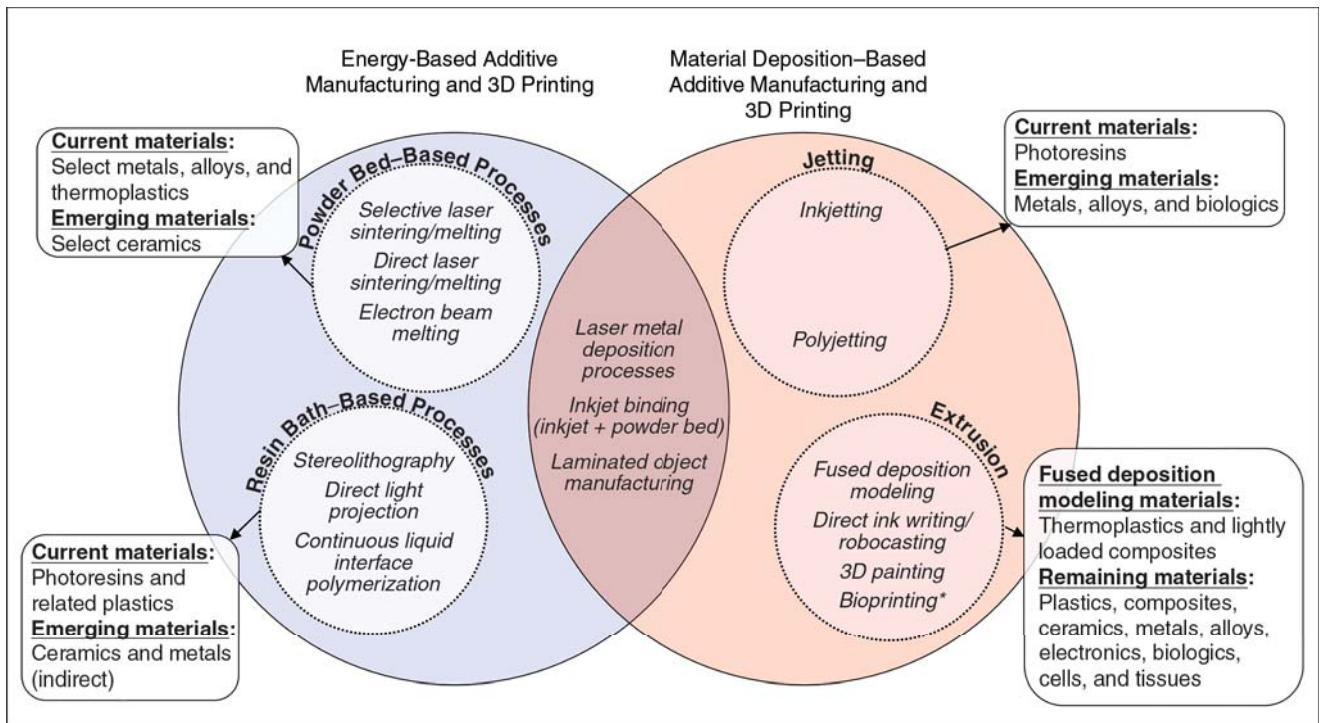 Energy-Based Additive
Manufacturing and 3D Printing
Material Deposition–Based
Additive Manufacturing and
3D Printing
Current materials:
Select metals, alloys, and
thermoplastics
Emerging materials:
Select ceramics
Powder Bed–Based Processes
Selective laser
sintering/melting
Direct laser
sintering/melting
Electron beam
melting
Resin Bath–Based Processes
Stereolithography
Direct light
projection
Continuous liquid
interface
polymerization
Current materials:
Photoresins and
related plastics
Emerging materials:
Ceramics and metals
(indirect)
Laser metal
deposition
processes
Inkjet binding
(inkjet + powder bed)
Laminated object
manufacturing
Jetting
Inkjetting
Polyjetting
Current materials:
Photoresins
Emerging materials:
Metals, alloys, and biologics
Extrusion
Fused deposition
modeling
Direct ink writing/
robocasting
3D painting
Bioprinting*
Fused deposition
modeling materials:
Thermoplastics and lightly
loaded composites
Remaining materials:
Plastics, composites,
ceramics, metals, alloys,
electronics, biologics,
cells, and tissues